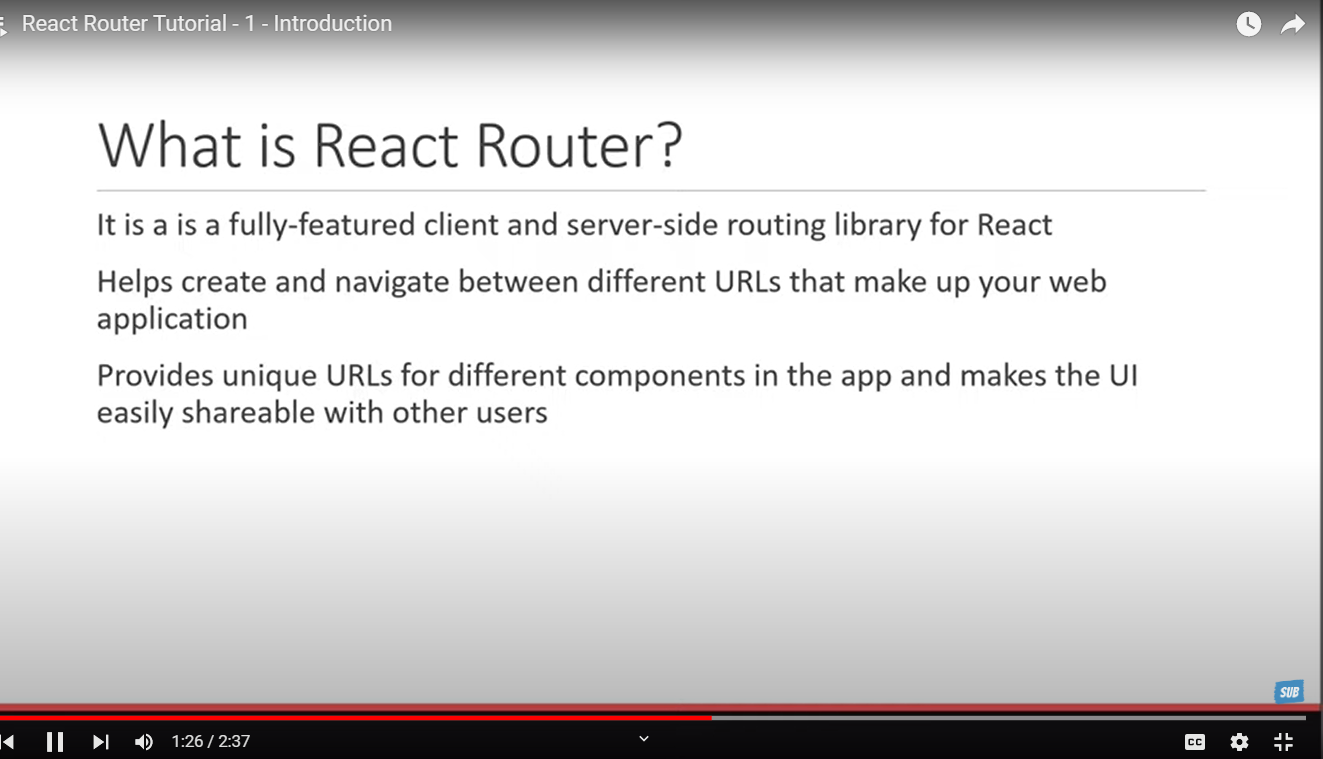 React Router Tutorial - 1 - Introduction
What is React Router?
It is a is a fully-featured client and server-side routing library for React
Helps create and navigate between different URLs that make up your web
application
Provides unique URLs for different components in the app and makes the UI
easily shareable with other users
SUB
1:26 / 2:37
CC